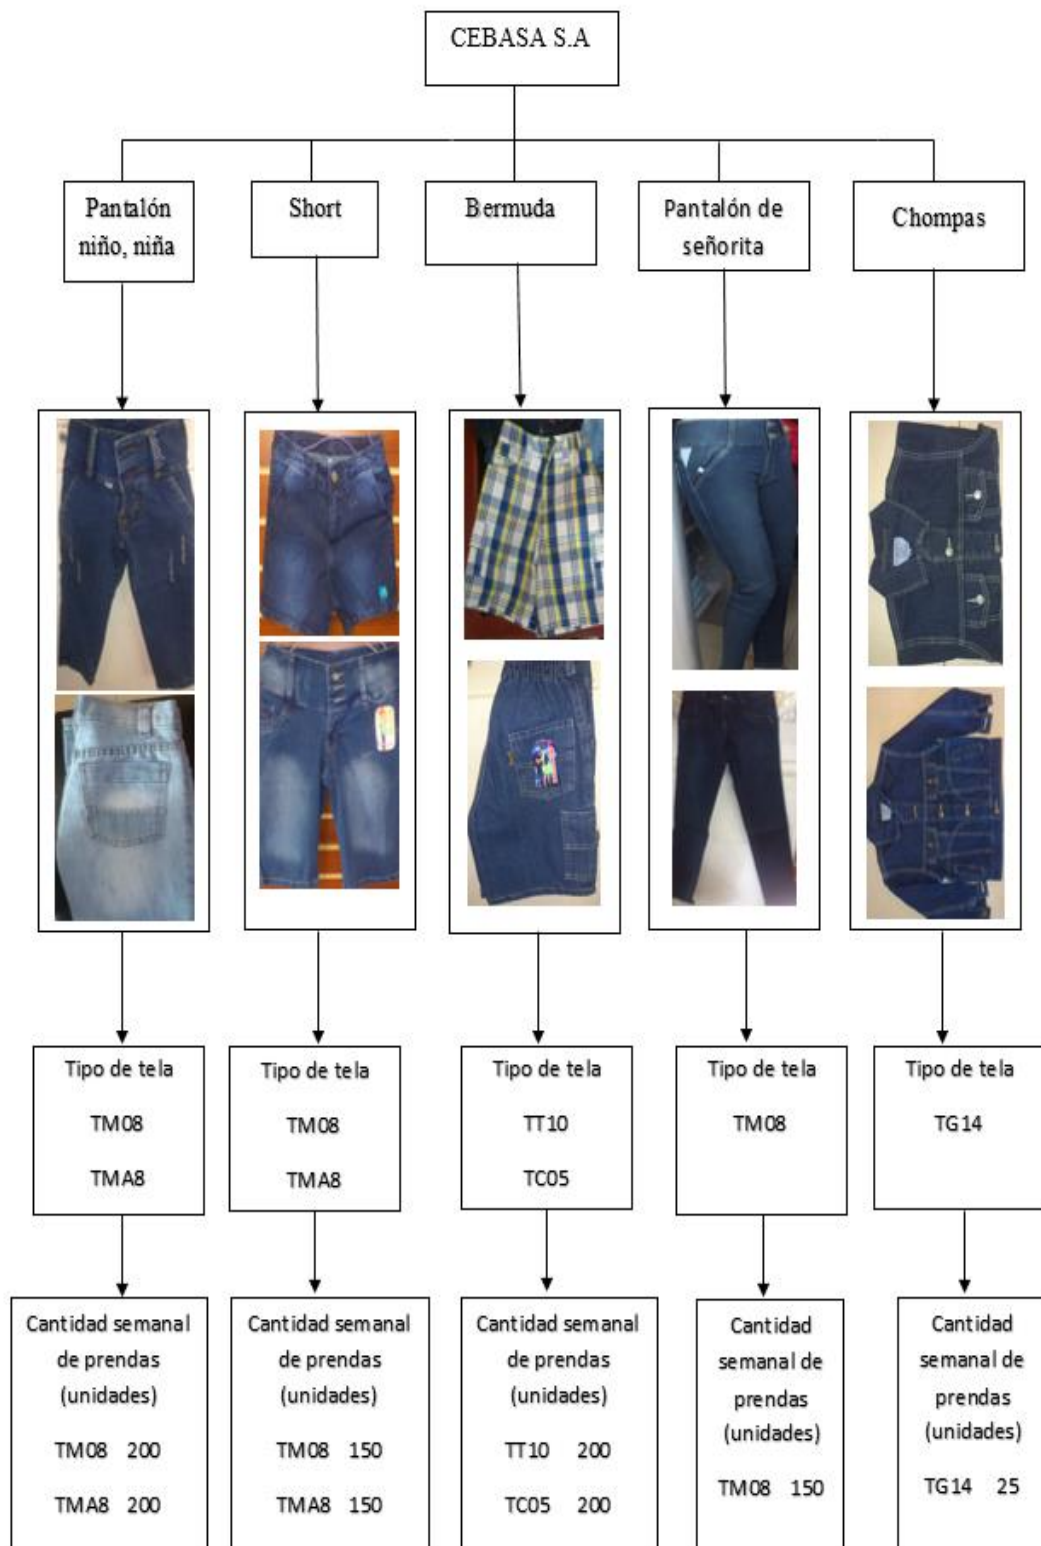 CEBASA S.A
Pantalón
niño, niña
Short
Bermuda
Pantalón de
señorita
Chompas
Tipo de tela
TM08
TMA8
Tipo de tela
TM08
TMA8
Tipo de tela
TT10
TC05
Tipo de tela
TM08
Tipo de tela
TG14
Cantidad semanal
de prendas
(unidades)
TM08 200
TMA8 200
Cantidad semanal
de prendas
(unidades)
TM08 150
TMA8 150
Cantidad semanal
de prendas
(unidades)
TT10 200
TC05 200
Cantidad
semanal de
prendas
(unidades)
TM08 150
Cantidad
semanal de
prendas
(unidades)
TG14 25